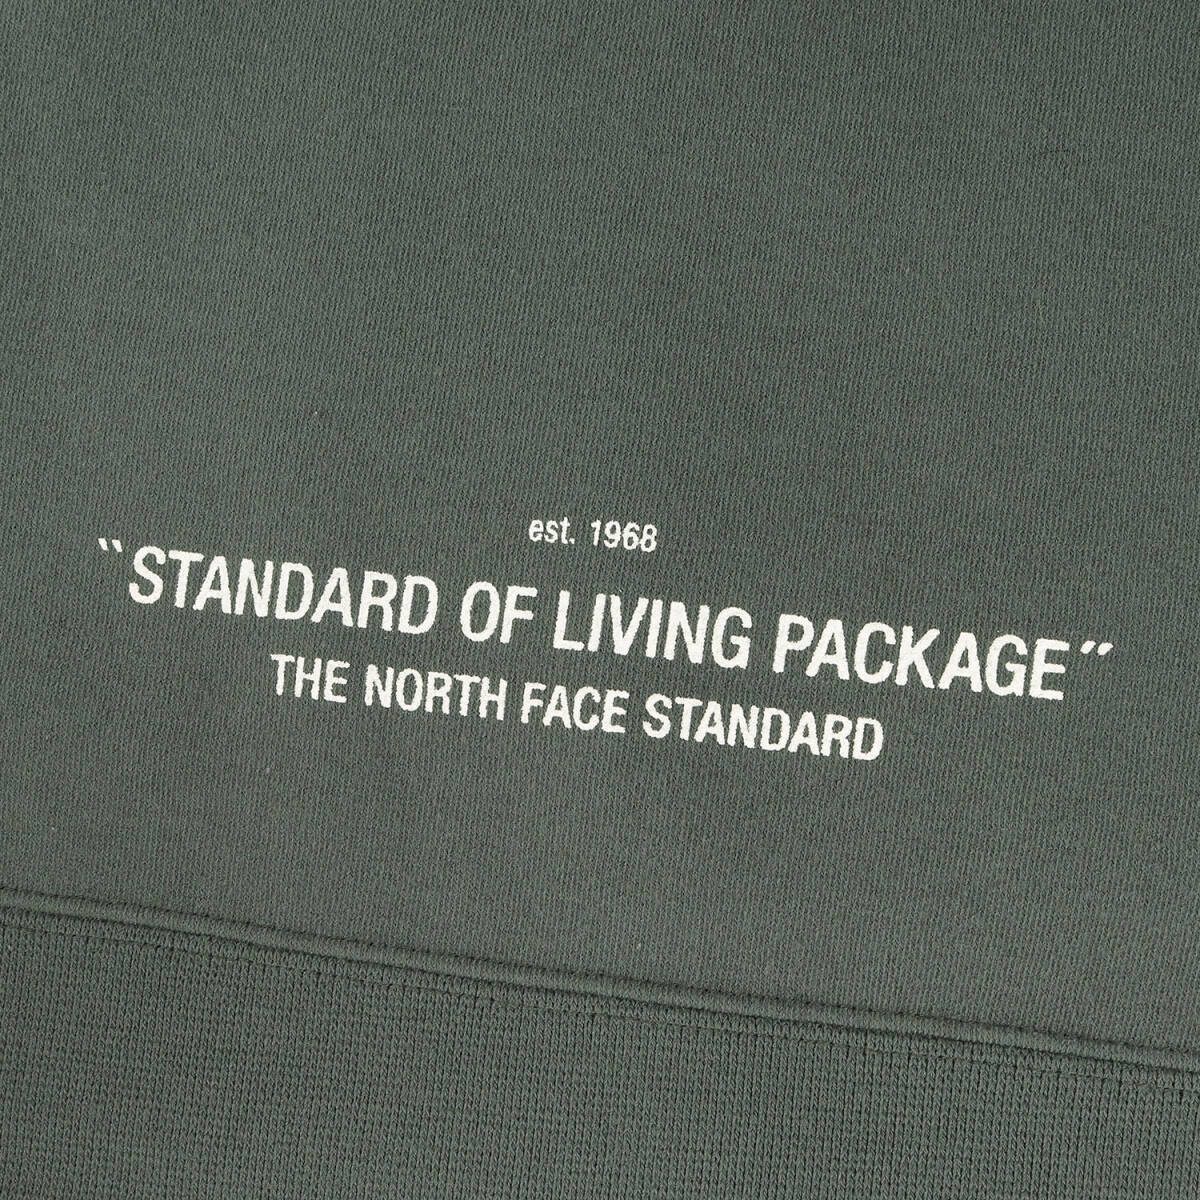 est. 1968
"STANDARD OF LIVING PACKAGE"
THE NORTH FACE STANDARD